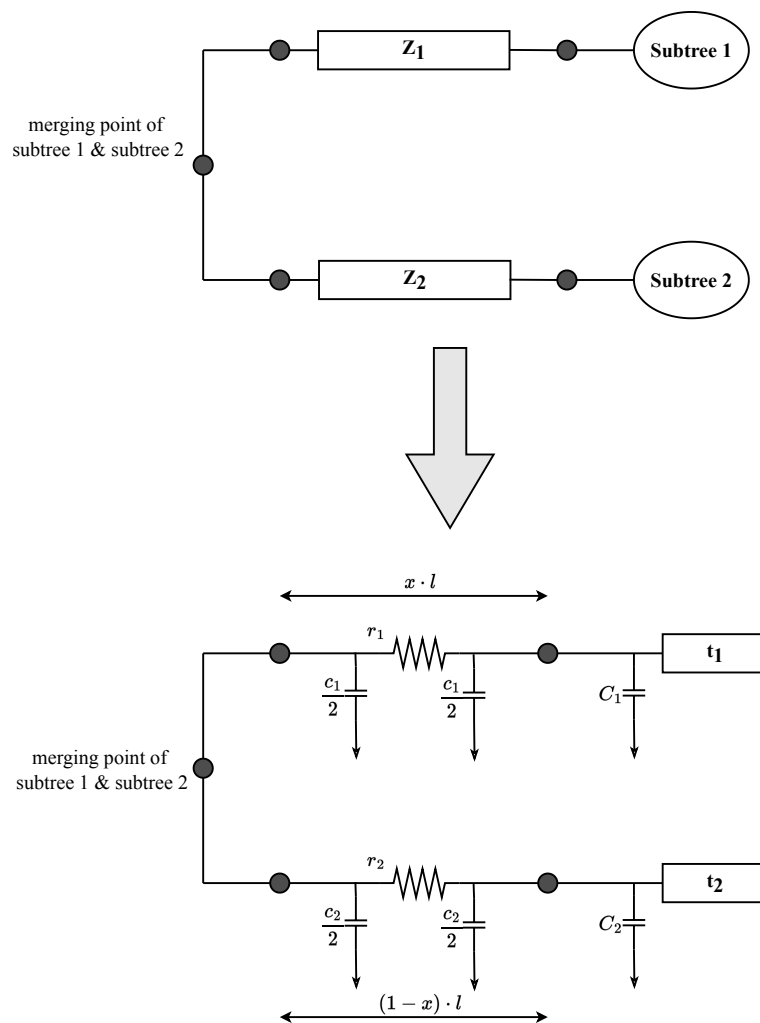 Z1
Subtree 1
merging point of
subtree 1 & subtree 2
Z2
Subtree 2
x · l
r1
c1/2
c1/2
C1
t1
merging point of
subtree 1 & subtree 2
r2
c2/2
c2/2
C2
t2
(1 − x) · l